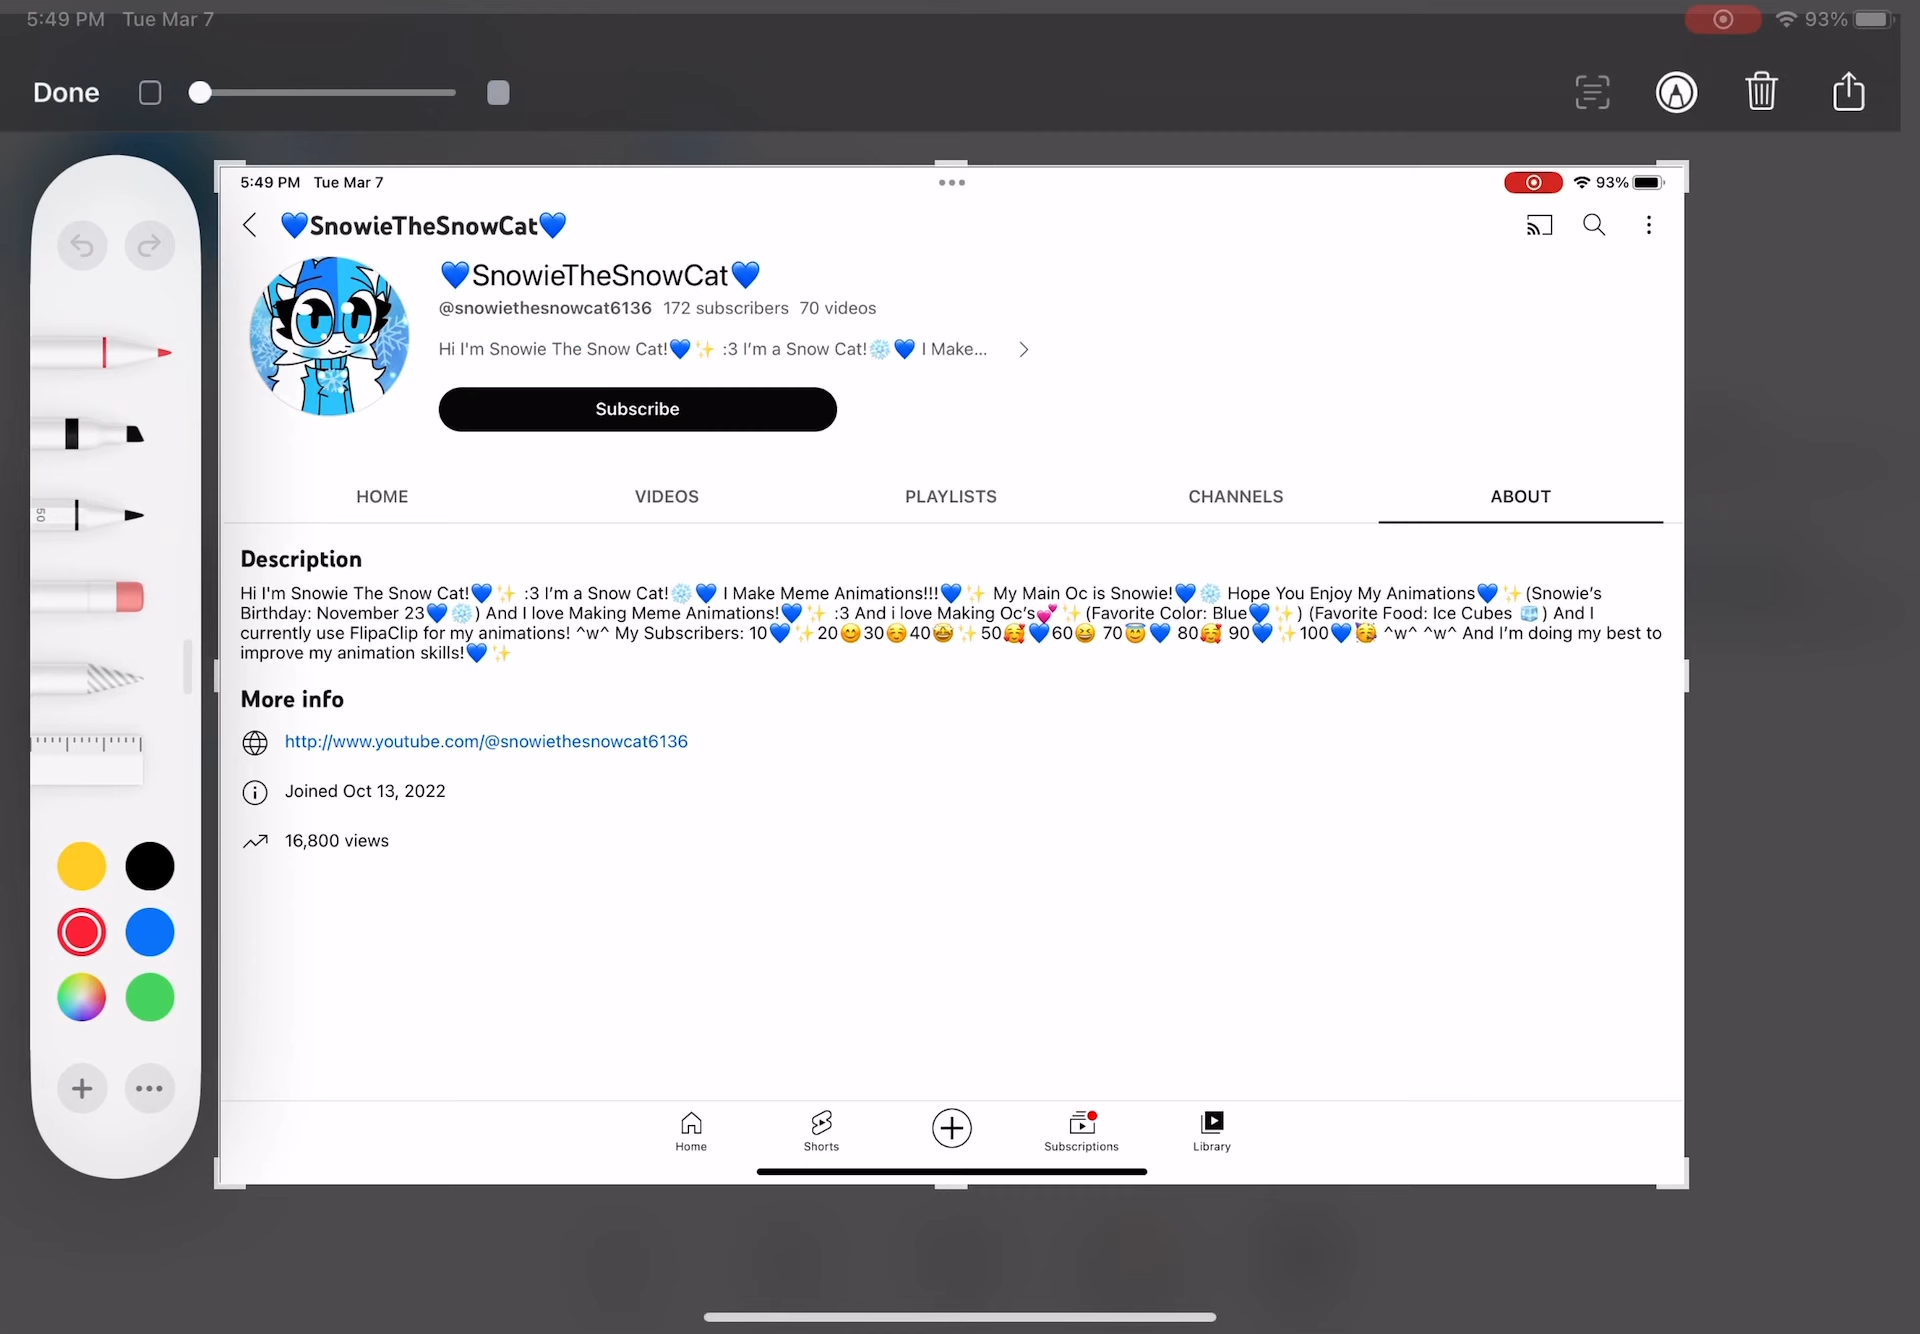 5:49 PM Tue Mar 7
93%
Done
5:49 PM Tue Mar 7
93%
💙SnowieTheSnowCat💙
💙SnowieTheSnowCat💙
@snowiethesnowcat6136 172 subscribers 70 videos
Hi I'm Snowie The Snow Cat!💙✨ :3 I'm a Snow Cat!❄️💙 I Make...
Subscribe
HOME VIDEOS PLAYLISTS CHANNELS ABOUT
Description
Hi I'm Snowie The Snow Cat!💙✨ :3 I'm a Snow Cat!❄️💙 I Make Meme Animations!!!💙✨ My Main Oc is Snowie!💙❄️ Hope You Enjoy My Animations💙✨(Snowie's
Birthday: November 23💙❄️) And I love Making Meme Animations!💙✨ :3 And i love Making Oc's💕✨(Favorite Color: Blue💙✨) (Favorite Food: Ice Cubes 🧊) And I
currently use FlipaClip for my animations! ^w^ My Subscribers: 10💙✨20😊30☺️40🤩✨50🥰💙60😆 70😇💙 80🥰 90💙✨100💙🥳 ^w^ ^w^ And I'm doing my best to
improve my animation skills!💙✨
More info
http://www.youtube.com/@snowiethesnowcat6136
Joined Oct 13, 2022
16,800 views
50
Home Shorts Subscriptions Library